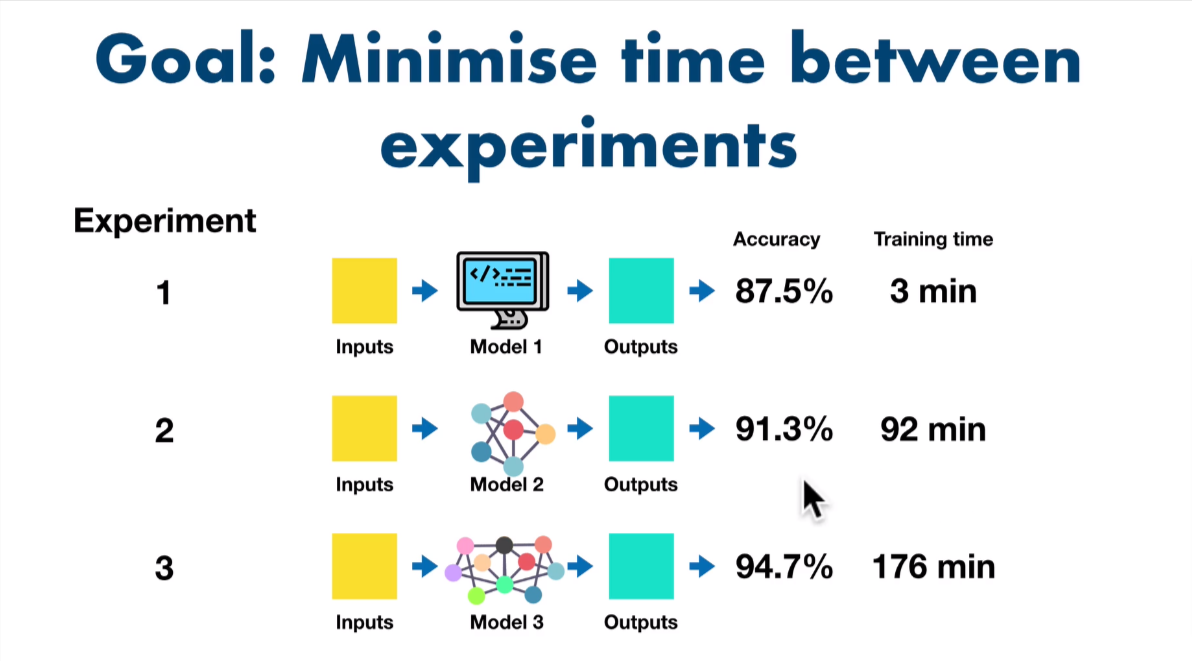 Goal: Minimise time between
experiments
Experiment
Accuracy Training time
1 </> 87.5% 3 min
Inputs Model 1 Outputs
2 91.3% 92 min
Inputs Model 2 Outputs
3 94.7% 176 min
Inputs Model 3 Outputs